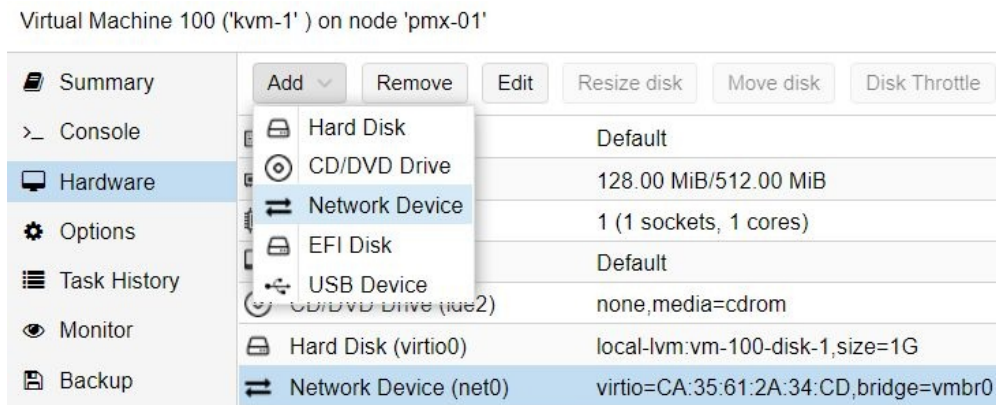 Virtual Machine 100 ('kvm-1' ) on node 'pmx-01'
Summary
Console
Hardware
Options
Task History
Monitor
Backup
Add Remove Edit Resize disk Move disk Disk Throttle
Hard Disk
CD/DVD Drive
Network Device
EFI Disk
USB Device
Default
128.00 MiB/512.00 MiB
1 (1 sockets, 1 cores)
Default
CD/DVD Drive (ide2) none,media=cdrom
Hard Disk (virtio0) local-lvm:vm-100-disk-1,size=1G
Network Device (net0) virtio=CA:35:61:2A:34:CD,bridge=vmbr0